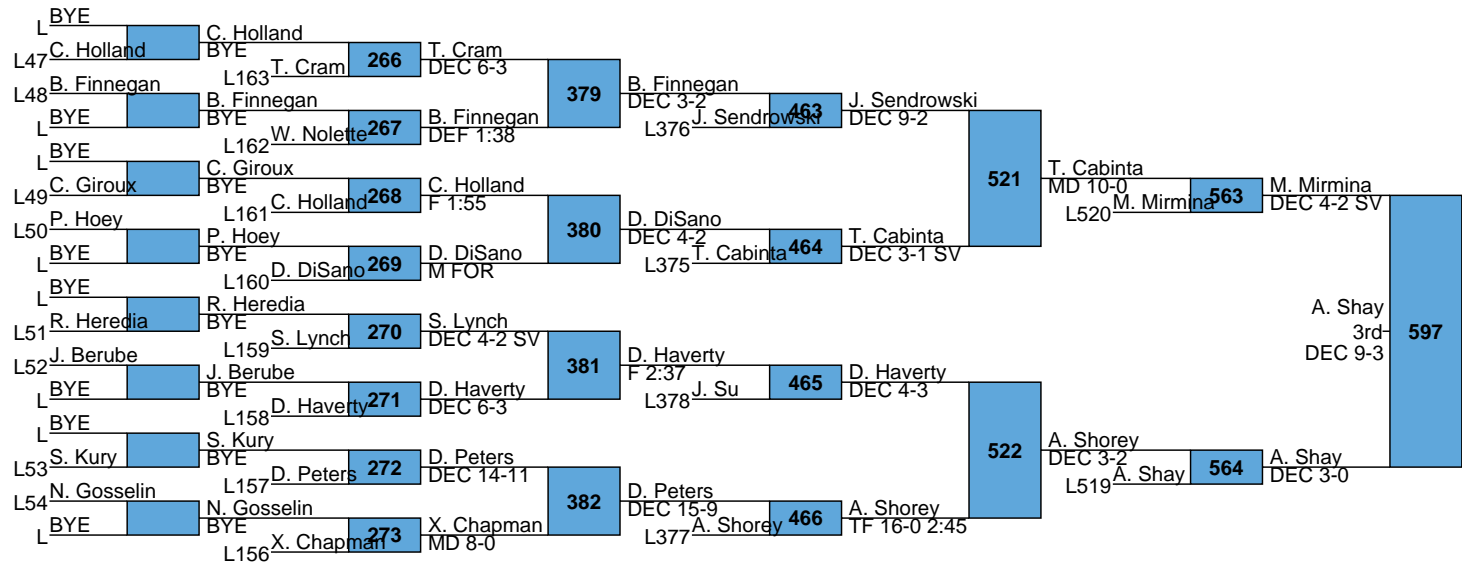 BYE
L
C. Holland
BYE
C. Holland
L47
266
T. Cram
DEC 6-3
T. Cram
L163
379
B. Finnegan
DEC 3-2
B. Finnegan
L48
B. Finnegan
BYE
463
J. Sendrowski
DEC 9-2
BYE
L
267
B. Finnegan
DEF 1:38
J. Sendrowski
L376
W. Nolette
L162
BYE
L
521
T. Cabinta
MD 10-0
C. Giroux
BYE
C. Giroux
L49
268
C. Holland
F 1:55
563
M. Mirmina
DEC 4-2 SV
C. Holland
L161
M. Mirmina
L520
P. Hoey
L50
380
D. DiSano
DEC 4-2
P. Hoey
BYE
464
T. Cabinta
DEC 3-1 SV
BYE
L
269
D. DiSano
M FOR
T. Cabinta
L375
D. DiSano
L160
BYE
L
R. Heredia
BYE
A. Shay
3rd
DEC 9-3
597
R. Heredia
L51
270
S. Lynch
DEC 4-2 SV
S. Lynch
L159
J. Berube
L52
381
D. Haverty
F 2:37
J. Berube
BYE
465
D. Haverty
DEC 4-3
BYE
L
271
D. Haverty
DEC 6-3
J. Su
L378
D. Haverty
L158
BYE
L
522
A. Shorey
DEC 3-2
S. Kury
BYE
S. Kury
L53
272
D. Peters
DEC 14-11
564
A. Shay
DEC 3-0
D. Peters
L157
A. Shay
L519
N. Gosselin
L54
382
D. Peters
DEC 15-9
N. Gosselin
BYE
466
A. Shorey
TF 16-0 2:45
BYE
L
273
X. Chapman
MD 8-0
A. Shorey
L377
X. Chapman
L156